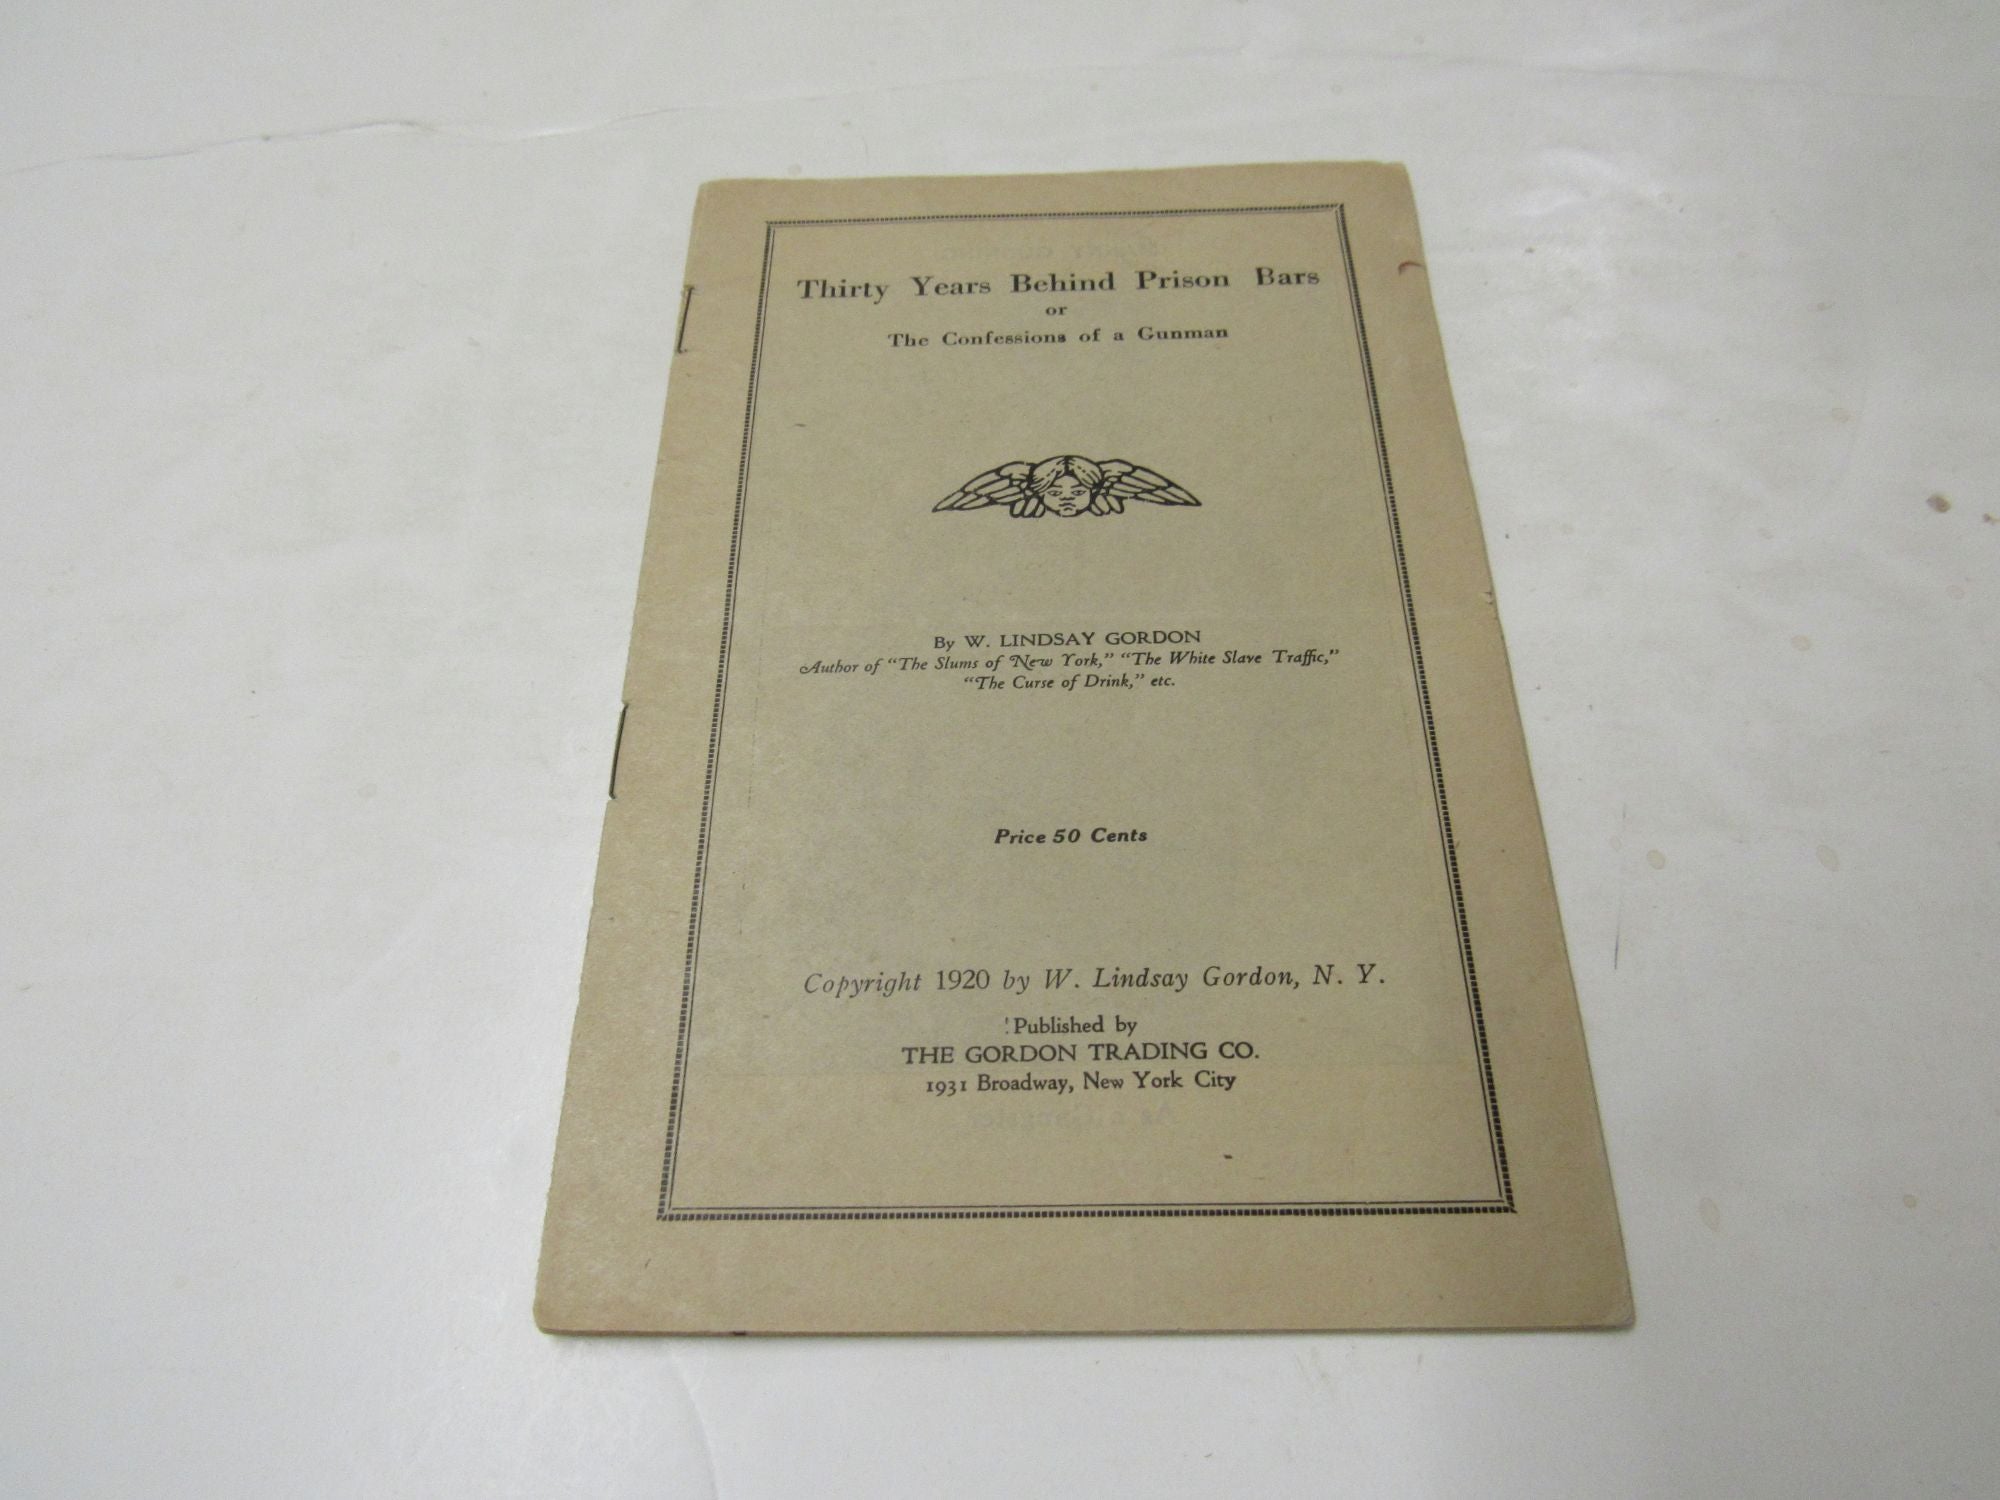 Thirty Years Behind Prison Bars
or
The Confessions of a Gunman
By W. LINDSAY GORDON
Author of “The Slums of New York,” “The White Slave Traffic,”
“The Curse of Drink,” etc.
Price 50 Cents
Copyright 1920 by W. Lindsay Gordon, N. Y.
Published by
THE GORDON TRADING CO.
1931 Broadway, New York City